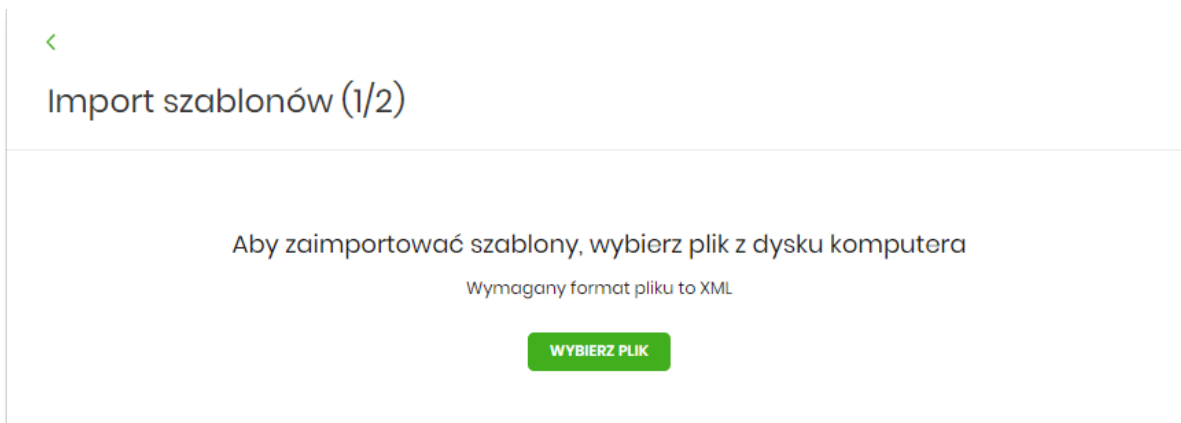 Import szablonów (1/2)
Aby zaimportować szablony, wybierz plik z dysku komputera
Wymagany format pliku to XML
WYBIERZ PLIK